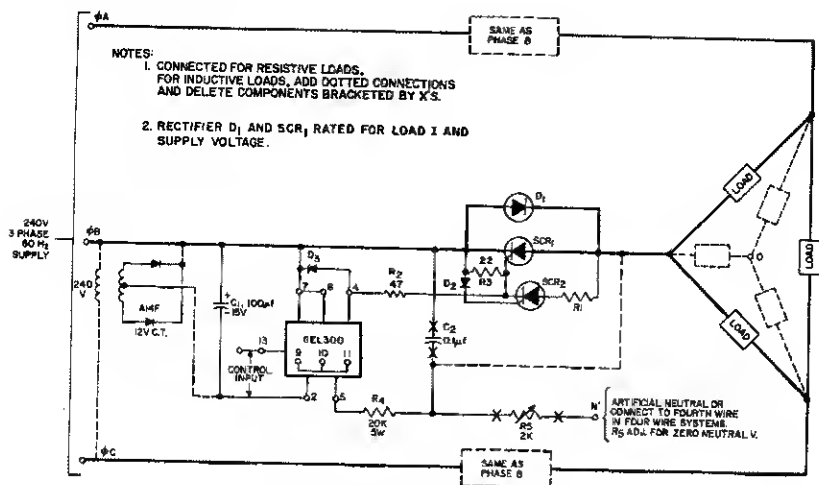 φA
SAME AS
PHASE B
NOTES:
1. CONNECTED FOR RESISTIVE LOADS.
FOR INDUCTIVE LOADS, ADD DOTTED CONNECTIONS
AND DELETE COMPONENTS BRACKETED BY X'S.
2. RECTIFIER D1 AND SCR1 RATED FOR LOAD I AND
SUPPLY VOLTAGE.
240V
3 PHASE
60 Hz
SUPPLY
φB
240
V
A14F
12V C.T.
+
C1, 100μf
-15V
D3
7
8
4
R2
47
GEL300
13
9
10
11
CONTROL
INPUT
2
5
R4
20K
5W
D1
SCR1
22
R3
D2
SCR2
R1
C2
0.1μf
R5
2K
N'
ARTIFICIAL NEUTRAL OR
CONNECT TO FOURTH WIRE
IN FOUR WIRE SYSTEMS.
R5 ADJ. FOR ZERO NEUTRAL V.
LOAD
LOAD
LOAD
O
φC
SAME AS
PHASE B